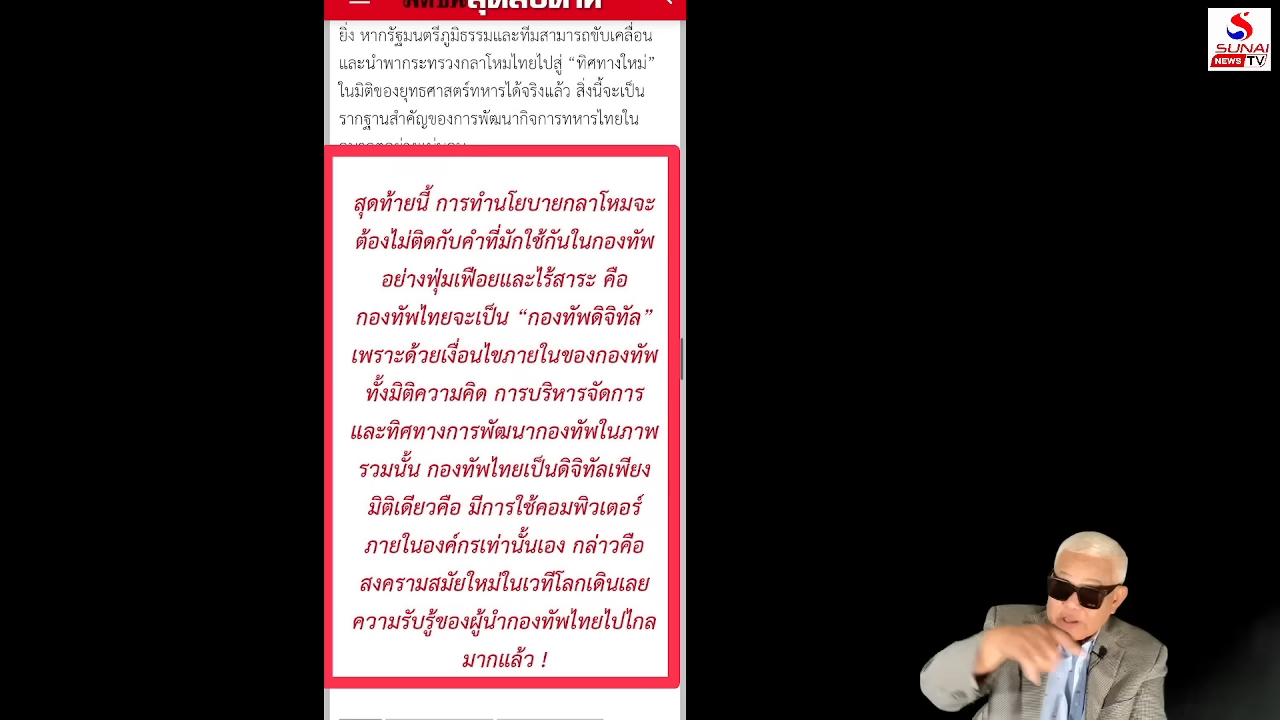 สุดสัปดาห์
SUNAI
NEWS TV
ยิ่ง หากรัฐมนตรีภูมิธรรมและทีมสามารถขับเคลื่อน
และนำพากระทรวงกลาโหมไทยไปสู่ “ทิศทางใหม่”
ในมิติของยุทธศาสตร์ทหารได้จริงแล้ว สิ่งนี้จะเป็น
รากฐานสำคัญของการพัฒนากิจการทหารไทยใน
สุดท้ายนี้ การทำนโยบายกลาโหมจะ
ต้องไม่ติดกับคำที่มักใช้กันในกองทัพ
อย่างฟุ่มเฟือยและไร้สาระ คือ
กองทัพไทยจะเป็น “กองทัพดิจิทัล”
เพราะด้วยเงื่อนไขภายในของกองทัพ
ทั้งมิติความคิด การบริหารจัดการ
และทิศทางการพัฒนากองทัพในภาพ
รวมนั้น กองทัพไทยเป็นดิจิทัลเพียง
มิติเดียวคือ มีการใช้คอมพิวเตอร์
ภายในองค์กรเท่านั้นเอง กล่าวคือ
สงครามสมัยใหม่ในเวทีโลกเดินเลย
ความรับรู้ของผู้นำกองทัพไทยไปไกล
มากแล้ว !